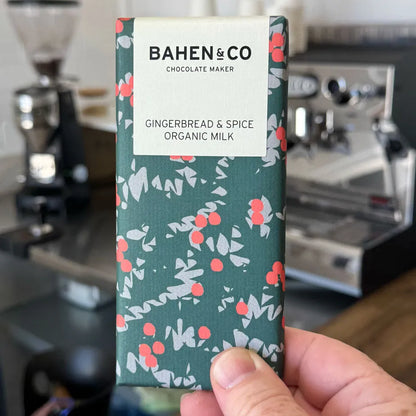 BAHEN & CO
CHOCOLATE MAKER
GINGERBREAD & SPICE
ORGANIC MILK